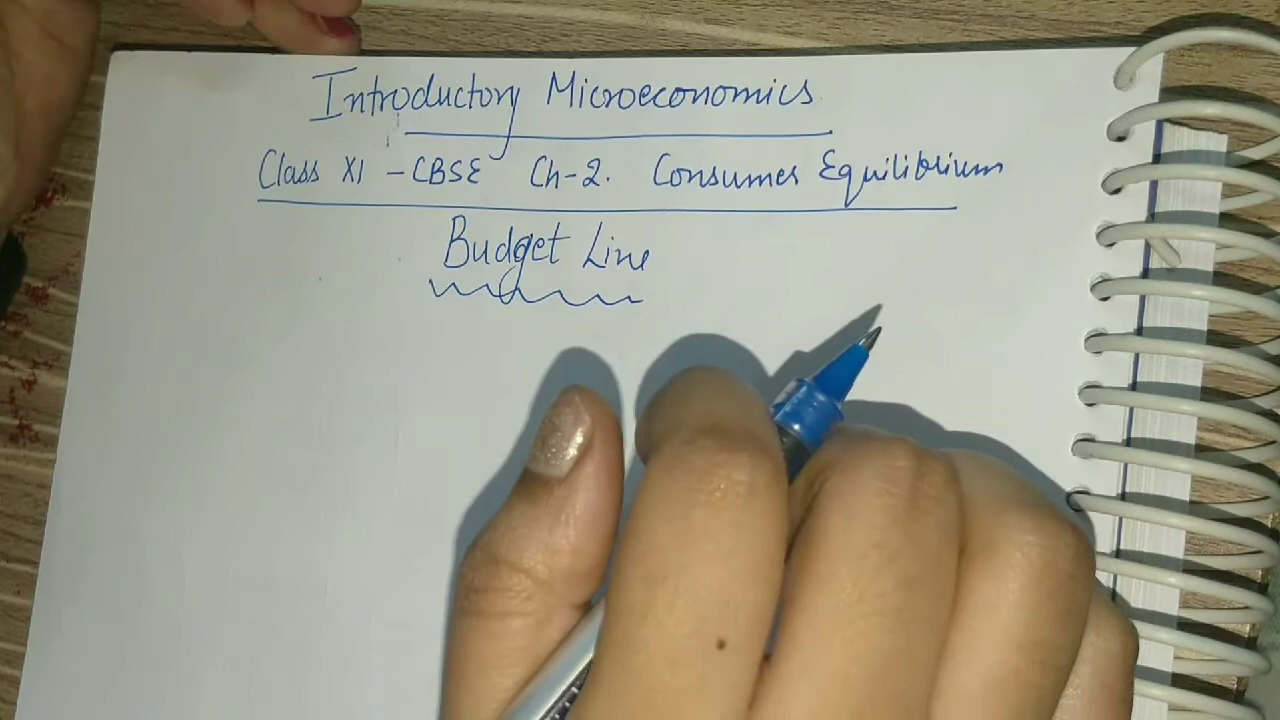 Introductory Microeconomics
Class XI - CBSE Ch-2. Consumer Equilibrium
Budget Line